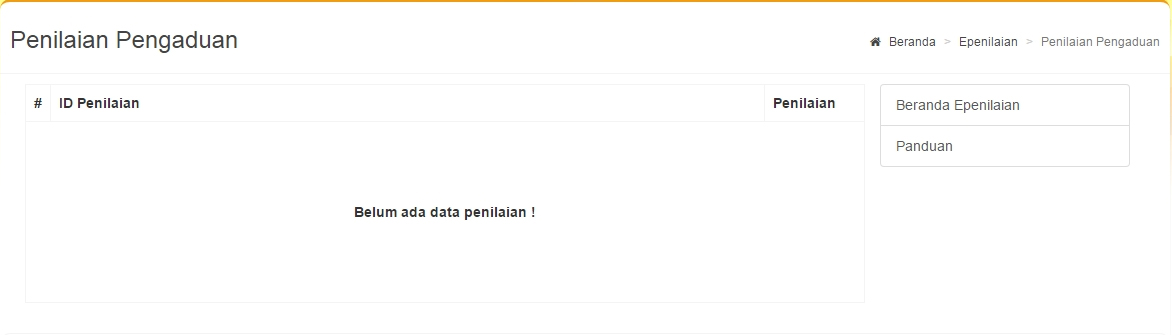 Penilaian Pengaduan
Beranda > Epenilaian > Penilaian Pengaduan
# ID Penilaian Penilaian
Belum ada data penilaian !
Beranda Epenilaian
Panduan